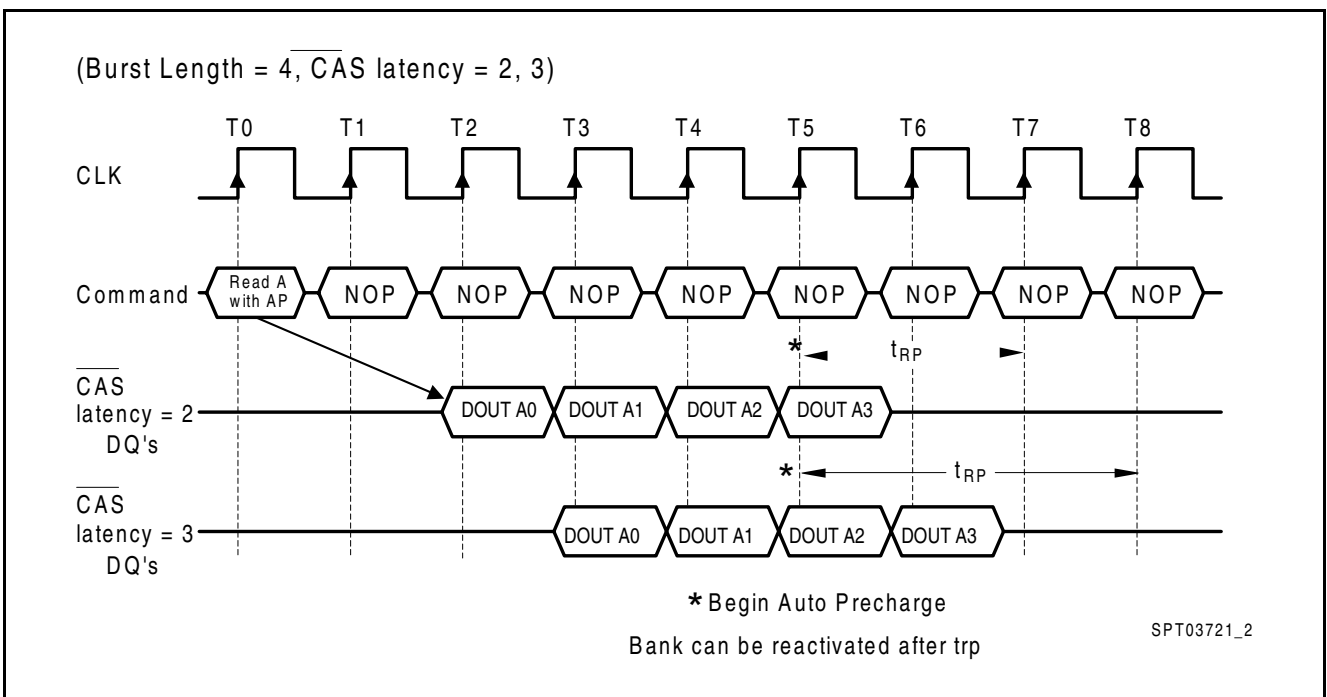 (Burst Length = 4, CAS latency = 2, 3)
T0 T1 T2 T3 T4 T5 T6 T7 T8
CLK
Command
Read A
with AP
NOP NOP NOP NOP NOP NOP NOP NOP
* tRP
CAS
latency = 2
DQ's
DOUT A0 DOUT A1 DOUT A2 DOUT A3
* tRP
CAS
latency = 3
DQ's
DOUT A0 DOUT A1 DOUT A2 DOUT A3
* Begin Auto Precharge
Bank can be reactivated after trp
SPT03721_2